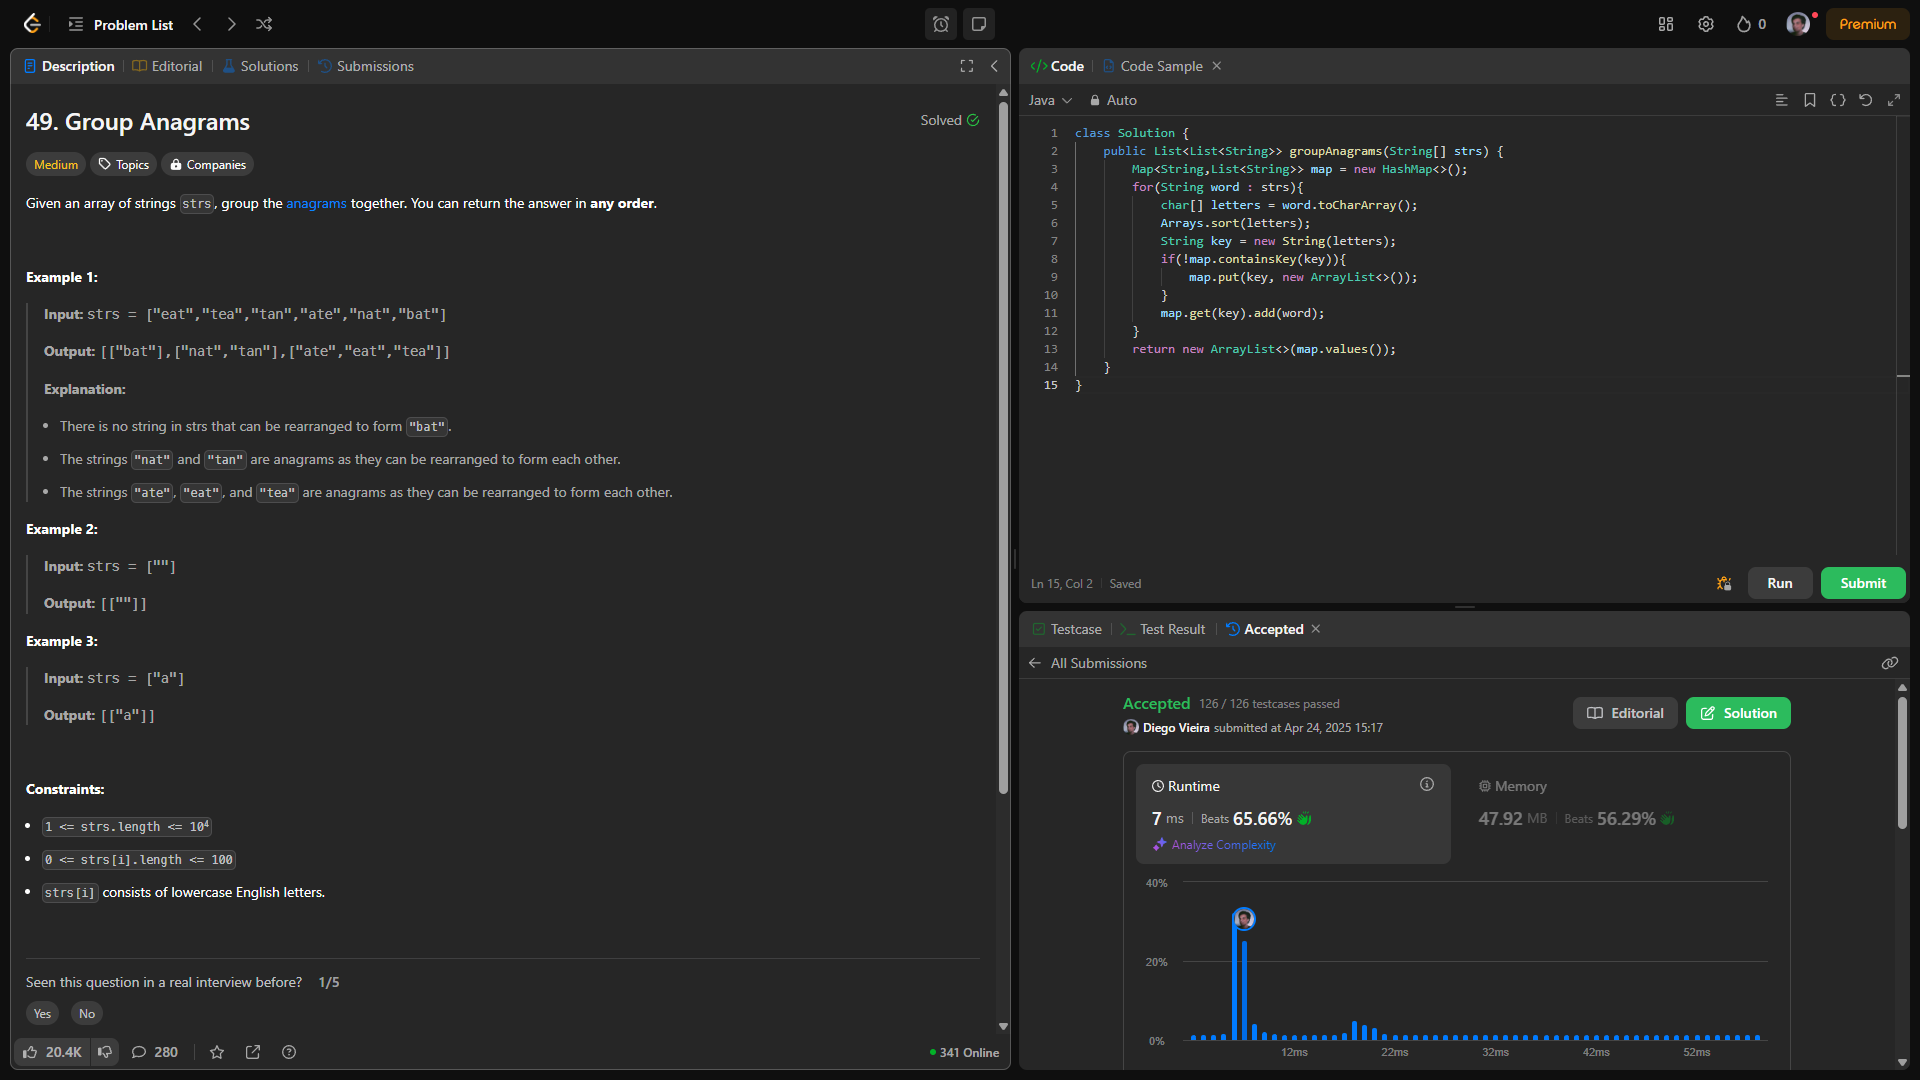 Problem List
0
Premium
Description
Editorial
Solutions
Submissions
49. Group Anagrams
Solved
Medium
Topics
Companies
Given an array of strings strs, group the anagrams together. You can return the answer in any order.
Example 1:
Input: strs = ["eat","tea","tan","ate","nat","bat"]
Output: [["bat"],["nat","tan"],["ate","eat","tea"]]
Explanation:
• There is no string in strs that can be rearranged to form "bat".
• The strings "nat" and "tan" are anagrams as they can be rearranged to form each other.
• The strings "ate", "eat", and "tea" are anagrams as they can be rearranged to form each other.
Example 2:
Input: strs = [""]
Output: [[""]]
Example 3:
Input: strs = ["a"]
Output: [["a"]]
Constraints:
• 1 <= strs.length <= 10⁴
• 0 <= strs[i].length <= 100
• strs[i] consists of lowercase English letters.
Seen this question in a real interview before? 1/5
Yes
No
20.4K
280
341 Online
</> Code
Code Sample
Java
Auto
1 class Solution {
2     public List<List<String>> groupAnagrams(String[] strs) {
3         Map<String,List<String>> map = new HashMap<>();
4         for(String word : strs){
5             char[] letters = word.toCharArray();
6             Arrays.sort(letters);
7             String key = new String(letters);
8             if(!map.containsKey(key)){
9                 map.put(key, new ArrayList<>());
10             }
11             map.get(key).add(word);
12         }
13         return new ArrayList<>(map.values());
14     }
15 }
Ln 15, Col 2
Saved
Run
Submit
Testcase
Test Result
Accepted
All Submissions
Accepted 126 / 126 testcases passed
Diego Vieira submitted at Apr 24, 2025 15:17
Editorial
Solution
Runtime
7 ms
Beats 65.66%
Analyze Complexity
Memory
47.92 MB
Beats 56.29%
40%
20%
0%
12ms
22ms
32ms
42ms
52ms